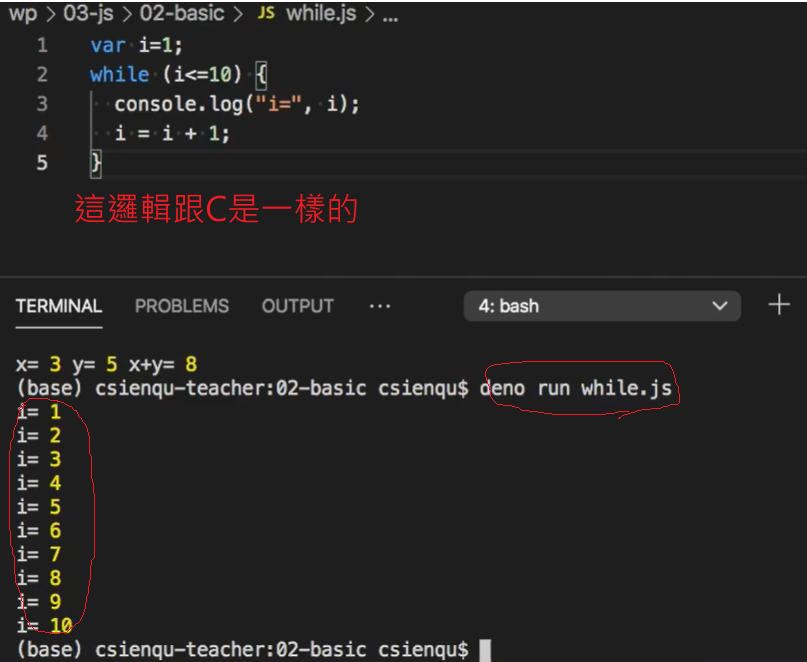 wp > 03-js > 02-basic > JS while.js > ...
1 var i=1;
2 while (i<=10) {
3 console.log("i=", i);
4 i = i + 1;
5 }
這邏輯跟C是一樣的
TERMINAL PROBLEMS OUTPUT ... 4: bash
x= 3 y= 5 x+y= 8
(base) csienqu-teacher:02-basic csienqu$ deno run while.js
i= 1
i= 2
i= 3
i= 4
i= 5
i= 6
i= 7
i= 8
i= 9
i= 10
(base) csienqu-teacher:02-basic csienqu$